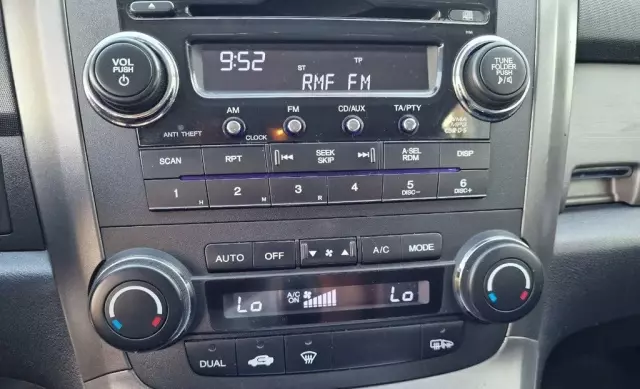 VOL
PUSH
9:52
ST
TP
RMF FM
TUNE
FOLDER
PUSH
AM
FM
CD/AUX
TA/PTY
ANTI THEFT
CLOCK
WMA
MP3
SCAN
RPT
SEEK
SKIP
A-SEL
RDM
DISP
1 H
2 M
3 R
4
5 DISC-
6 DISC+
AUTO
OFF
A/C
MODE
Lo
A/C
ON
Lo
DUAL